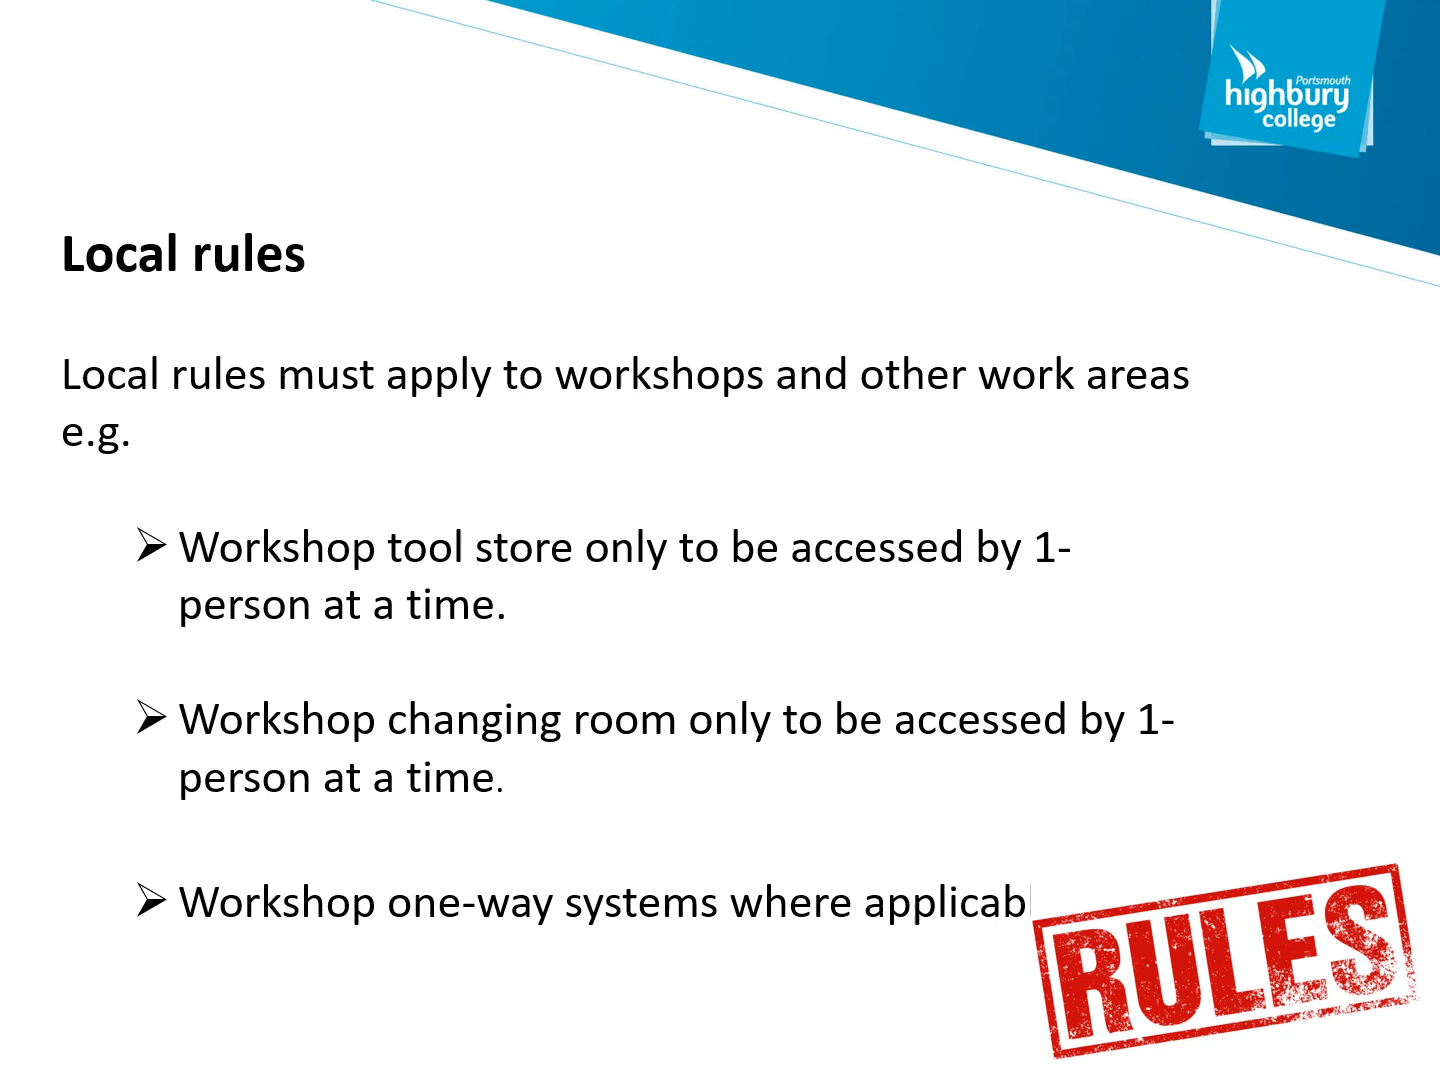 Portsmouth
highbury
college
Local rules
Local rules must apply to workshops and other work areas
e.g.
➢ Workshop tool store only to be accessed by 1-
person at a time.
➢ Workshop changing room only to be accessed by 1-
person at a time.
➢ Workshop one-way systems where
RULES